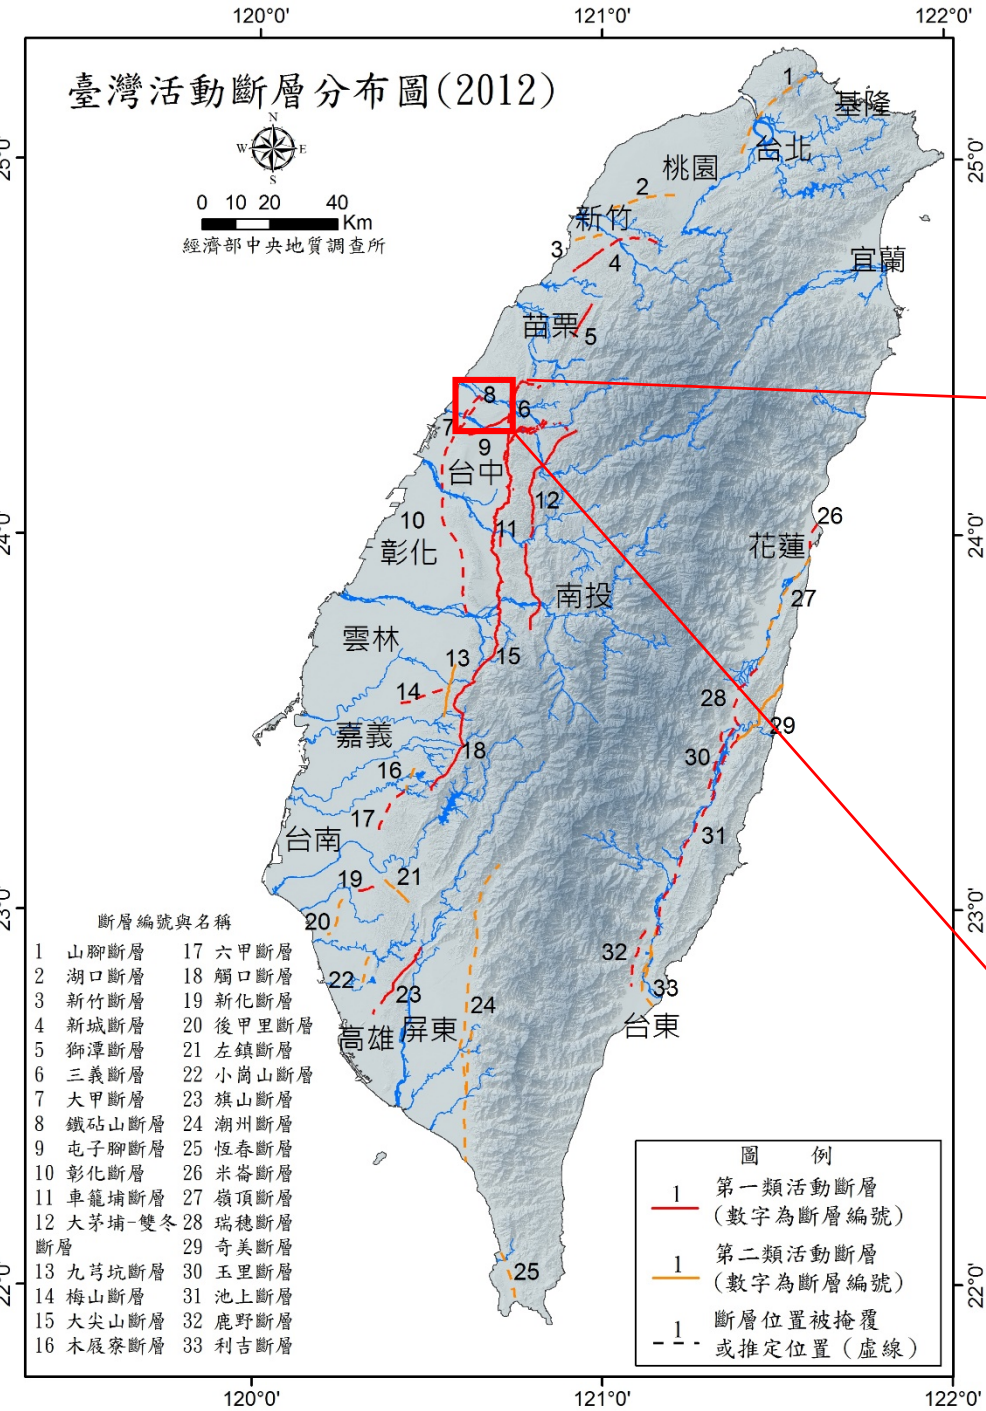 120°0'
121°0'
122°0'
臺灣活動斷層分布圖(2012)
N
W
E
S
0 10 20 40
Km
經濟部中央地質調查所
25°0'
25°0'
24°0'
24°0'
23°0'
23°0'
22°0'
22°0'
1
基隆
台北
桃園
2
新竹
3
4
宜蘭
苗栗
5
8
6
7
9
台中
12
10
11
彰化
26
花蓮
南投
27
雲林
13
15
14
28
29
嘉義
18
30
16
17
31
台南
19
21
20
32
22
23
24
33
高雄
屏東
台東
25
斷層編號與名稱
1 山腳斷層 17 六甲斷層
2 湖口斷層 18 觸口斷層
3 新竹斷層 19 新化斷層
4 新城斷層 20 後甲里斷層
5 獅潭斷層 21 左鎮斷層
6 三義斷層 22 小崗山斷層
7 大甲斷層 23 旗山斷層
8 鐵砧山斷層 24 潮州斷層
9 屯子腳斷層 25 恆春斷層
10 彰化斷層 26 米崙斷層
11 車籠埔斷層 27 嶺頂斷層
12 大茅埔-雙冬 28 瑞穗斷層
斷層 29 奇美斷層
13 九芎坑斷層 30 玉里斷層
14 梅山斷層 31 池上斷層
15 大尖山斷層 32 鹿野斷層
16 木屐寮斷層 33 利吉斷層
圖 例
1 第一類活動斷層
(數字為斷層編號)
1 第二類活動斷層
(數字為斷層編號)
1 斷層位置被掩覆
或推定位置（虛線）
120°0'
121°0'
122°0'